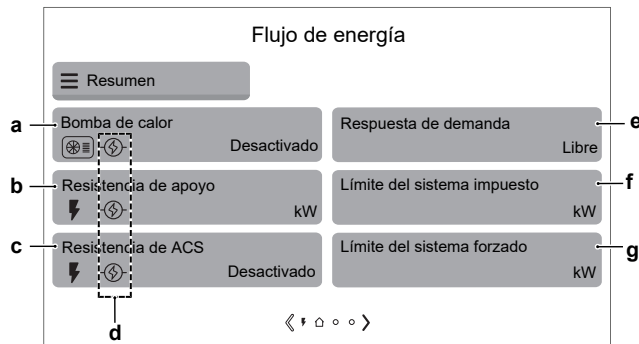 Flujo de energía
Resumen
a Bomba de calor
Desactivado
Respuesta de demanda e
Libre
b Resistencia de apoyo
kW
Límite del sistema impuesto f
kW
c Resistencia de ACS
Desactivado
Límite del sistema forzado g
kW
d